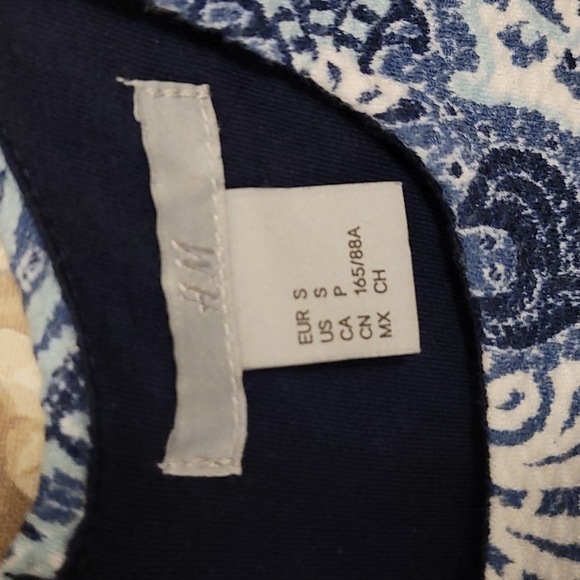 H&M
EUR S
US S
CA P
CN 165/88A
MX CH